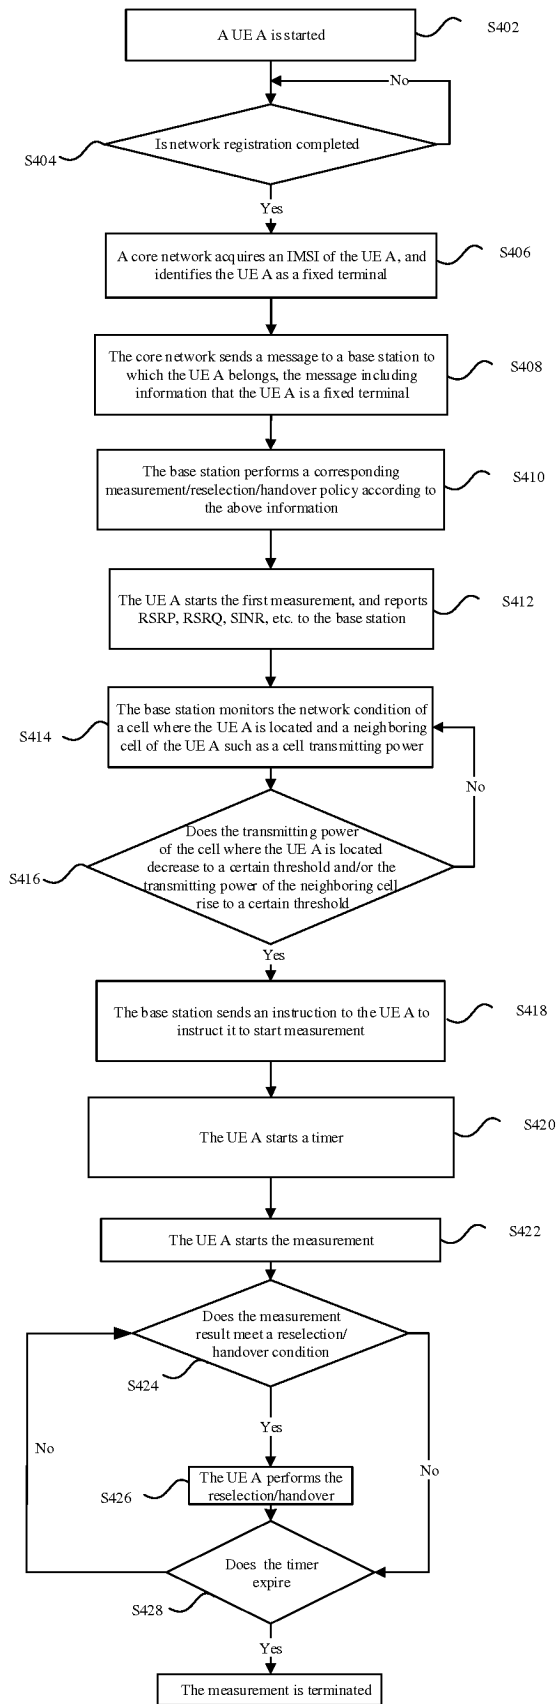 A UE A is started
S402
No
Is network registration completed
S404
Yes
A core network acquires an IMSI of the UE A, and
identifies the UE A as a fixed terminal
S406
The core network sends a message to a base station to
which the UE A belongs, the message including
information that the UE A is a fixed terminal
S408
The base station performs a corresponding
measurement/reselection/handover policy according to
the above information
S410
The UE A starts the first measurement, and reports
RSRP, RSRQ, SINR, etc. to the base station
S412
The base station monitors the network condition of
a cell where the UE A is located and a neighboring
cell of the UE A such as a cell transmitting power
S414
No
Does the transmitting power
of the cell where the UE A is located
decrease to a certain threshold and/or the
transmitting power of the neighboring cell
rise to a certain threshold
S416
Yes
The base station sends an instruction to the UE A to
instruct it to start measurement
S418
The UE A starts a timer
S420
The UE A starts the measurement
S422
Does the measurement
result meet a reselection/
handover condition
S424
Yes
No
No
The UE A performs the
reselection/handover
S426
Does the timer
expire
S428
Yes
The measurement is terminated